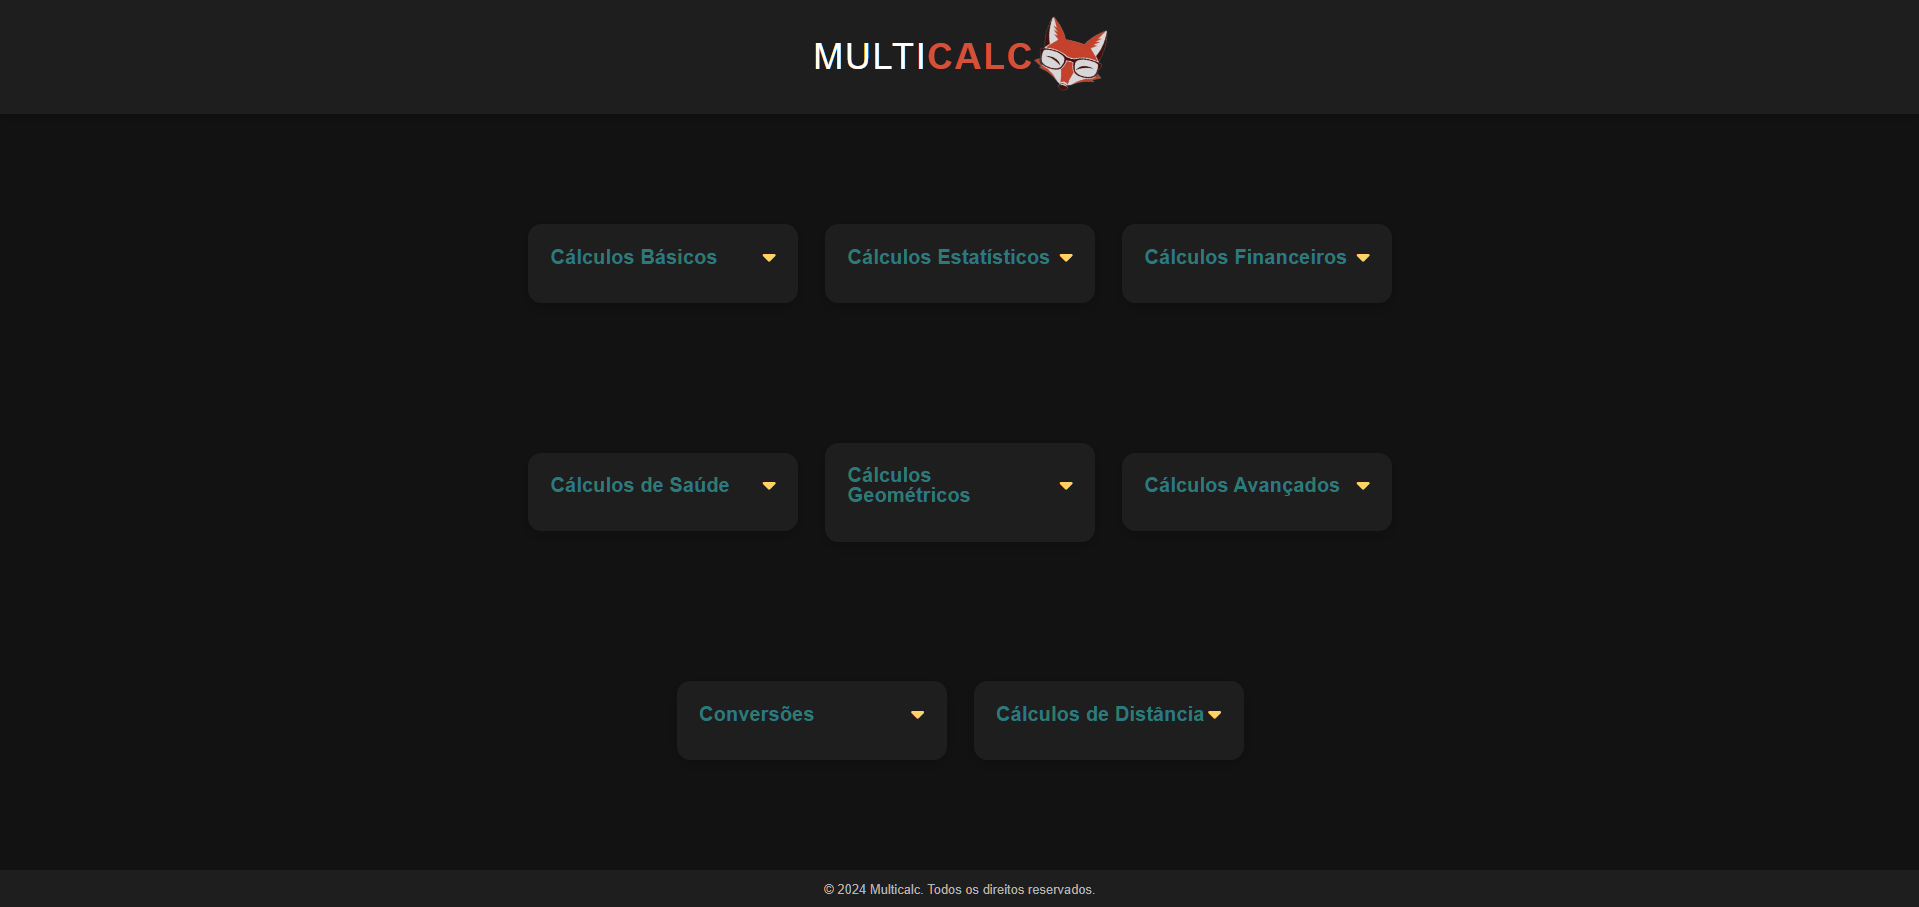 MULTICALC
Cálculos Básicos
Cálculos Estatísticos
Cálculos Financeiros
Cálculos de Saúde
Cálculos
Geométricos
Cálculos Avançados
Conversões
Cálculos de Distância
© 2024 Multicalc. Todos os direitos reservados.